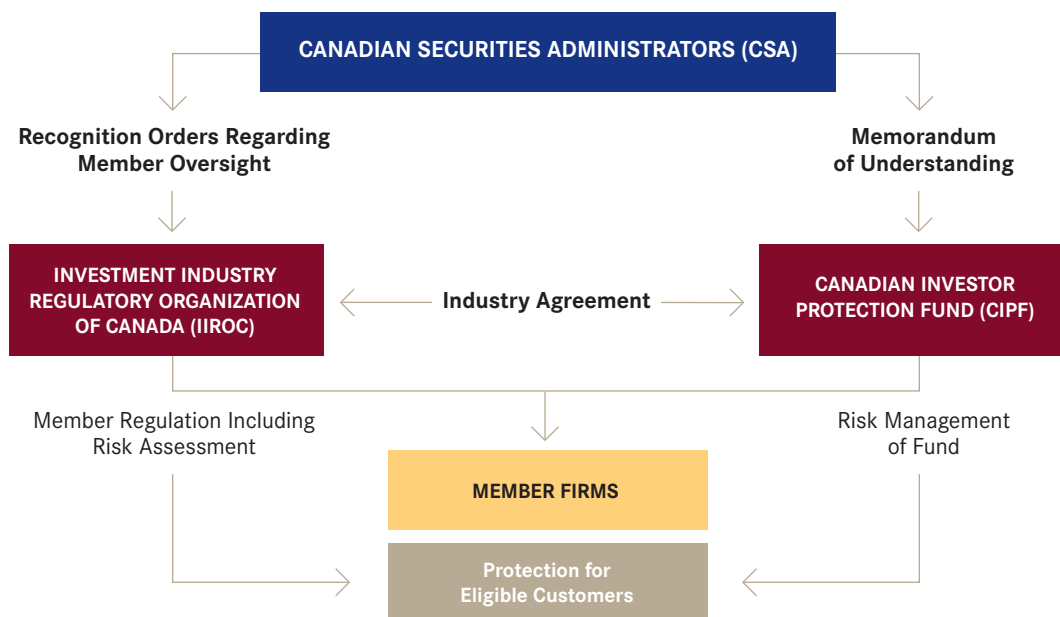 CANADIAN SECURITIES ADMINISTRATORS (CSA)
Recognition Orders Regarding
Member Oversight
Memorandum
of Understanding
INVESTMENT INDUSTRY
REGULATORY ORGANIZATION
OF CANADA (IIROC)
Industry Agreement
CANADIAN INVESTOR
PROTECTION FUND (CIPF)
Member Regulation Including
Risk Assessment
Risk Management
of Fund
MEMBER FIRMS
Protection for
Eligible Customers